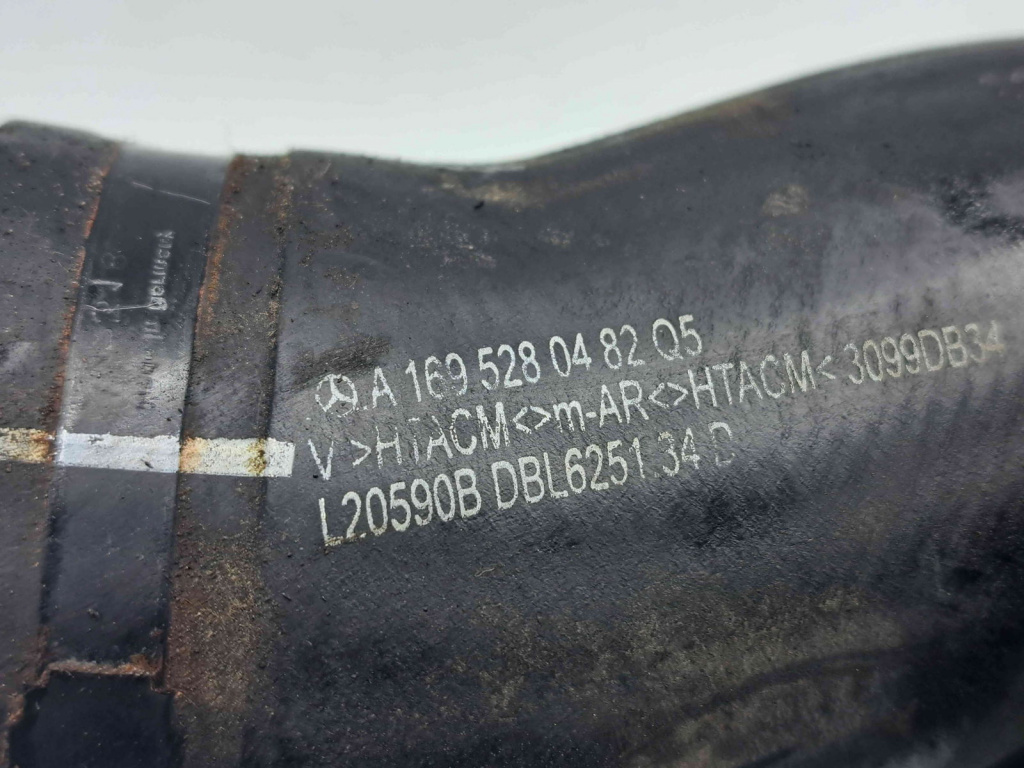 A 169 528 04 82 Q5
V >HTACM<>m-AR<>HTACM< 3099DB34
L20590B DBL6251.34 D